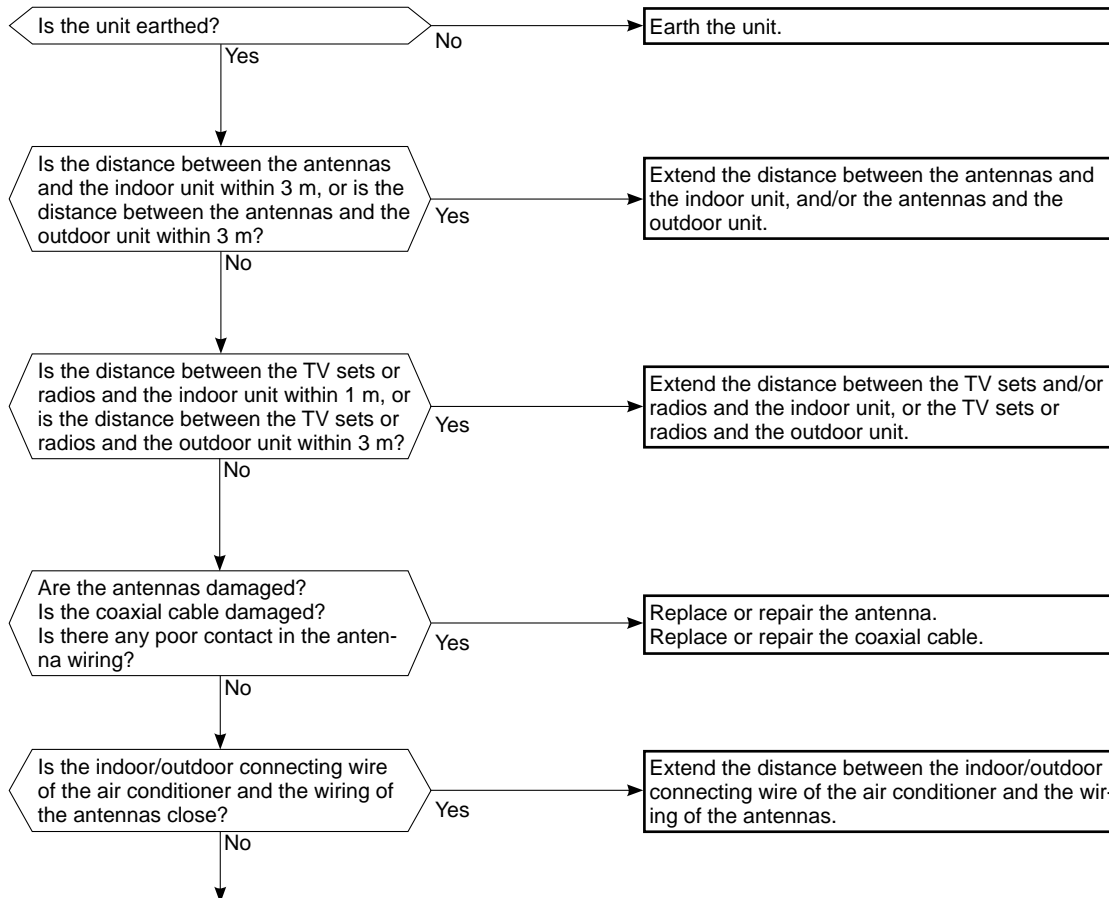 Is the unit earthed?
No
Earth the unit.
Yes
Is the distance between the antennas
and the indoor unit within 3 m, or is the
distance between the antennas and the
outdoor unit within 3 m?
Yes
Extend the distance between the antennas and
the indoor unit, and/or the antennas and the
outdoor unit.
No
Is the distance between the TV sets or
radios and the indoor unit within 1 m, or
is the distance between the TV sets or
radios and the outdoor unit within 3 m?
Yes
Extend the distance between the TV sets and/or
radios and the indoor unit, or the TV sets or
radios and the outdoor unit.
No
Are the antennas damaged?
Is the coaxial cable damaged?
Is there any poor contact in the anten-
na wiring?
Yes
Replace or repair the antenna.
Replace or repair the coaxial cable.
No
Is the indoor/outdoor connecting wire
of the air conditioner and the wiring of
the antennas close?
Yes
Extend the distance between the indoor/outdoor
connecting wire of the air conditioner and the wir-
ing of the antennas.
No